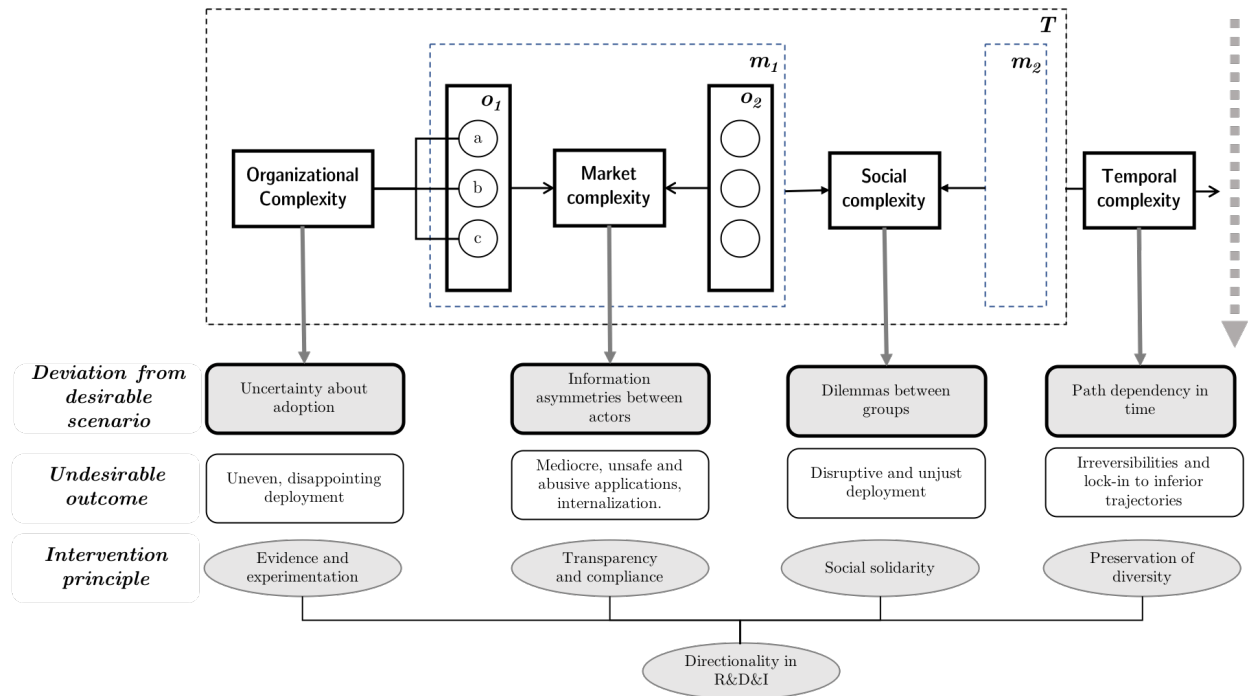 T
m1
m2
o1
o2
a
b
c
Organizational
Complexity
Market
complexity
Social
complexity
Temporal
complexity
Deviation from
desirable
scenario
Uncertainty about
adoption
Information
asymmetries between
actors
Dilemmas between
groups
Path dependency in
time
Undesirable
outcome
Uneven, disappointing
deployment
Mediocre, unsafe and
abusive applications,
internalization.
Disruptive and unjust
deployment
Irreversibilities and
lock-in to inferior
trajectories
Intervention
principle
Evidence and
experimentation
Transparency
and compliance
Social solidarity
Preservation of
diversity
Directionality in
R&D&I